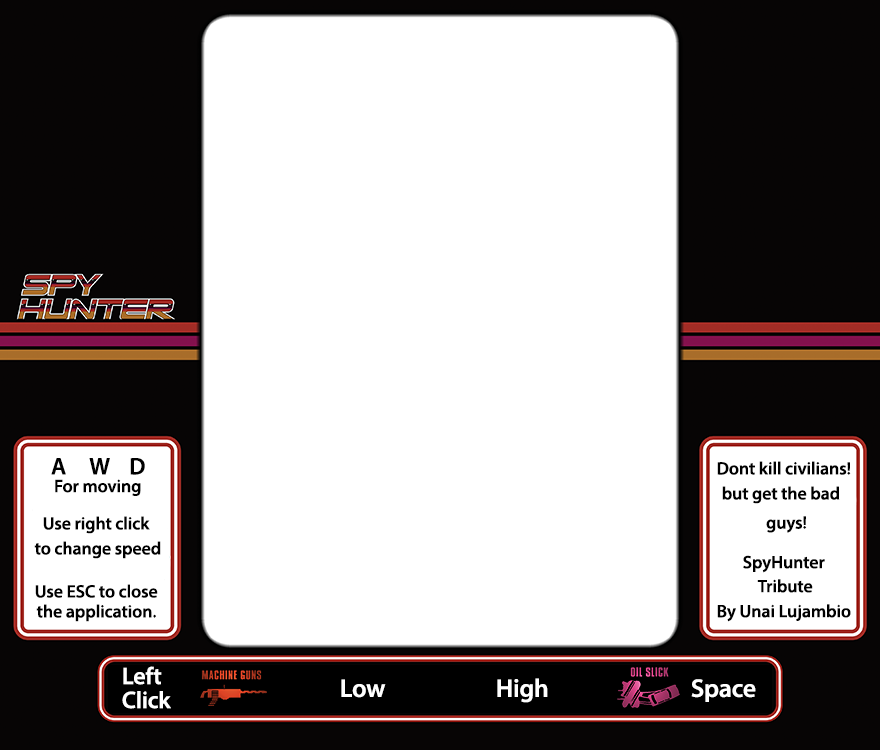 SPY
HUNTER
A W D
For moving
Use right click
to change speed
Use ESC to close
the application.
Dont kill civilians!
but get the bad
guys!
SpyHunter
Tribute
By Unai Lujambio
Left
Click
MACHINE GUNS
Low
High
OIL SLICK
Space